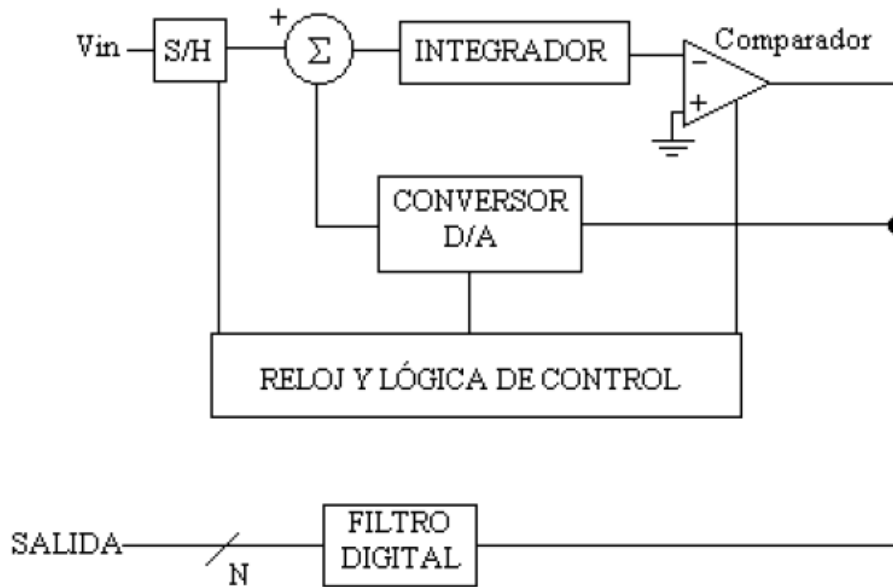 Vin
S/H
+
Σ
INTEGRADOR
−
+
Comparador
CONVERSOR
D/A
RELOJ Y LÓGICA DE CONTROL
SALIDA
N
FILTRO
DIGITAL